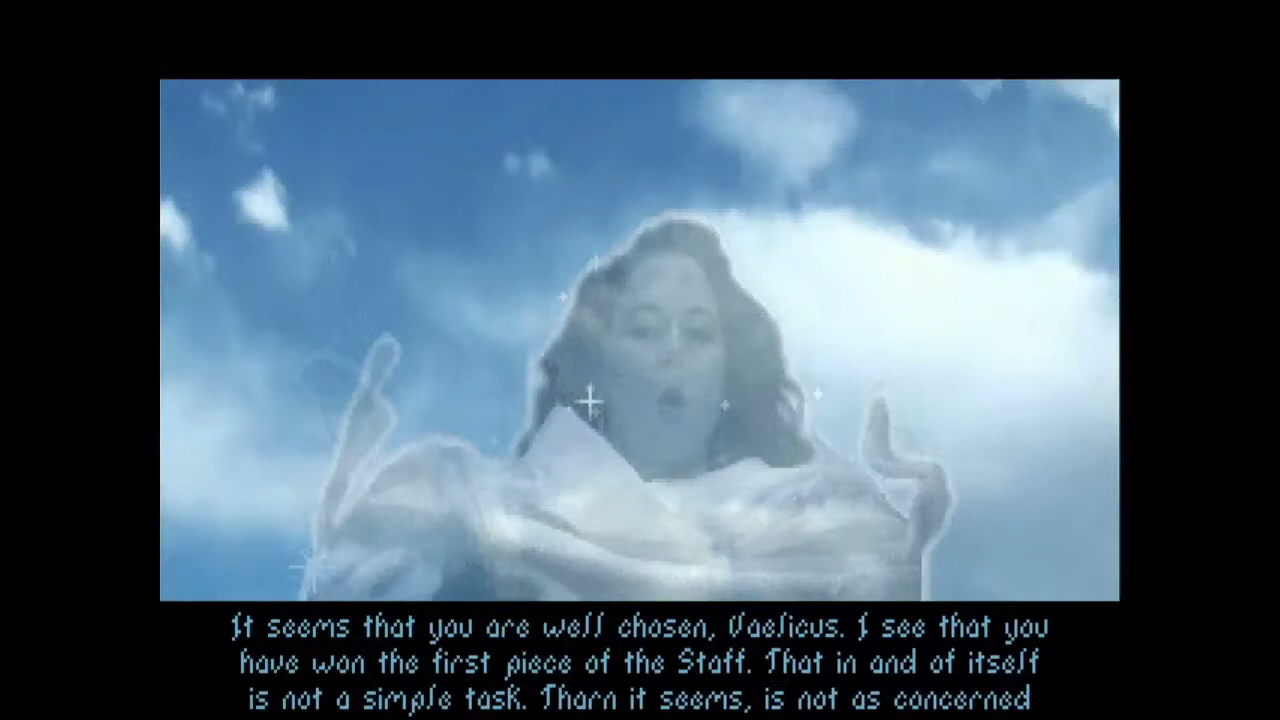 It seems that you are well chosen, Vaelicus. I see that you
have won the first piece of the Staff. That in and of itself
is not a simple task. Tharn it seems, is not as concerned